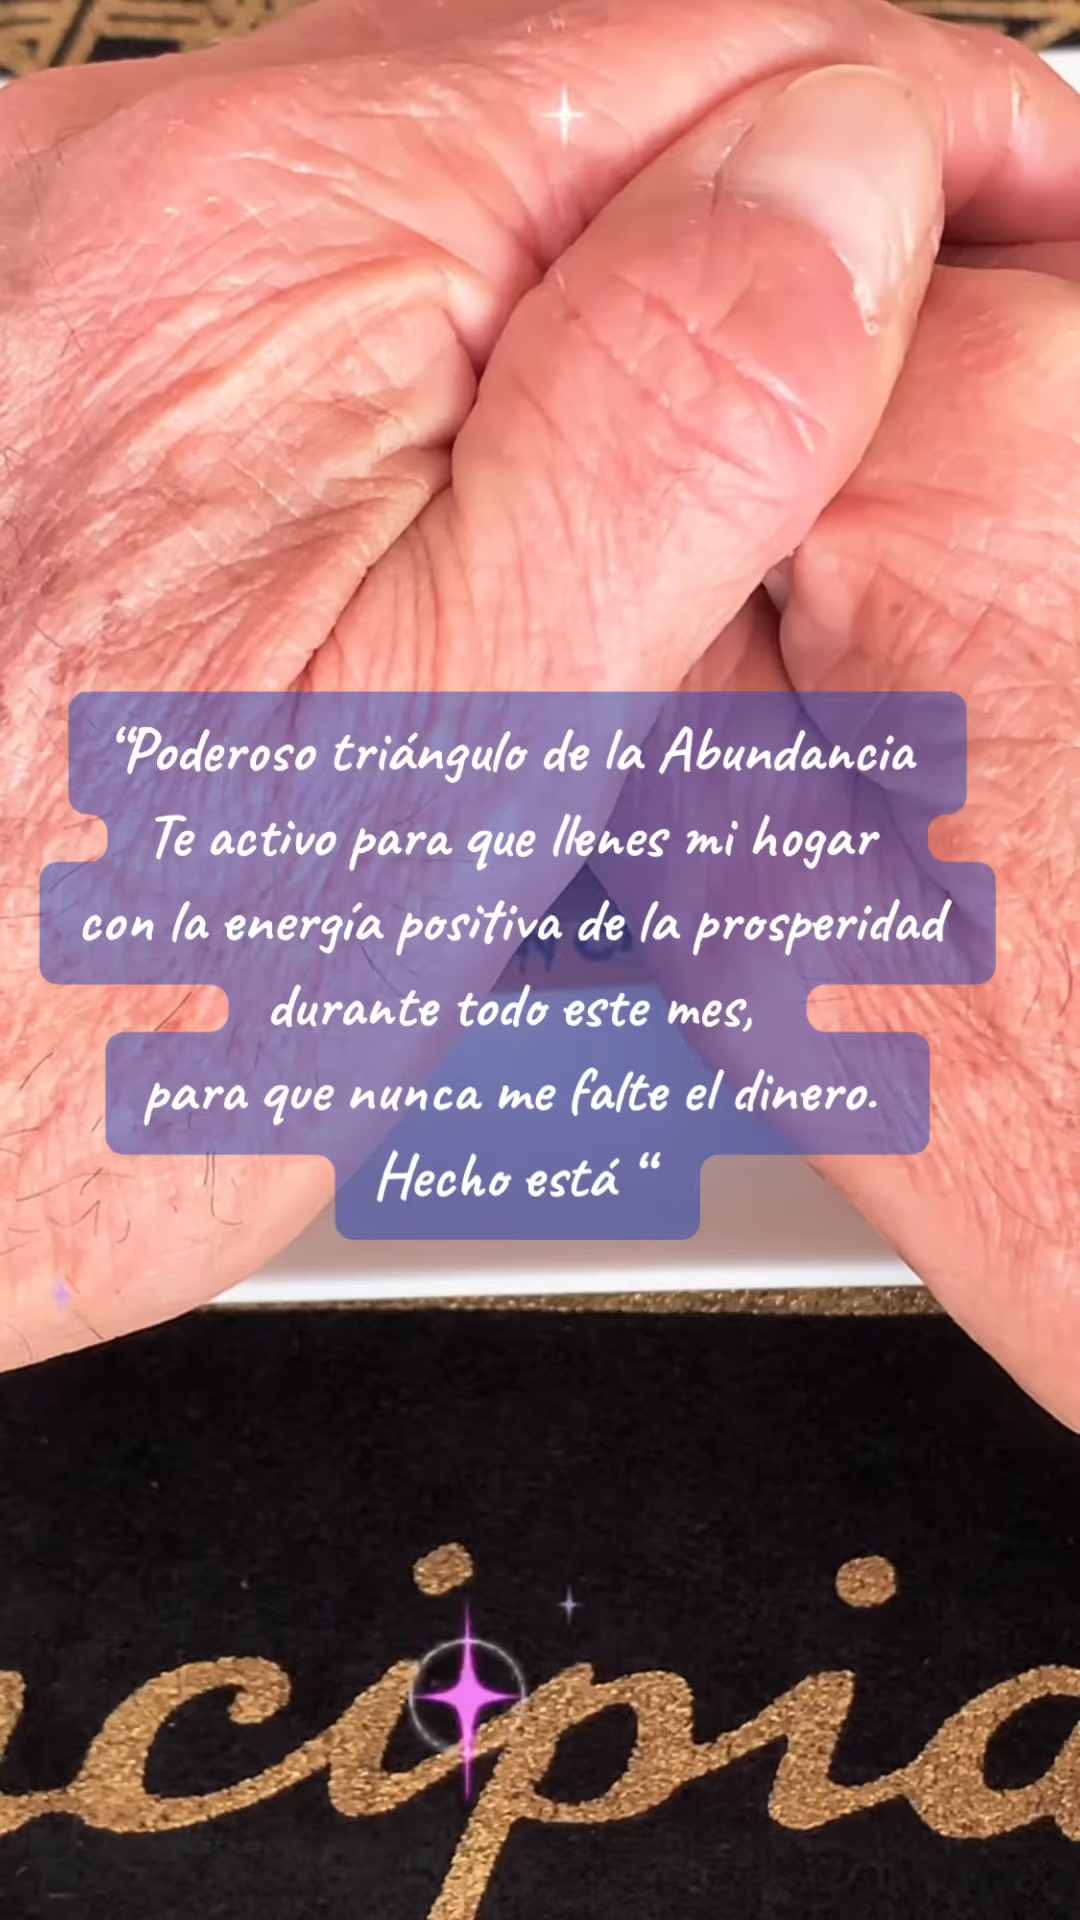 “Poderoso triángulo de la Abundancia
Te activo para que llenes mi hogar
con la energía positiva de la prosperidad
durante todo este mes,
para que nunca me falte el dinero.
Hecho está “
cipia